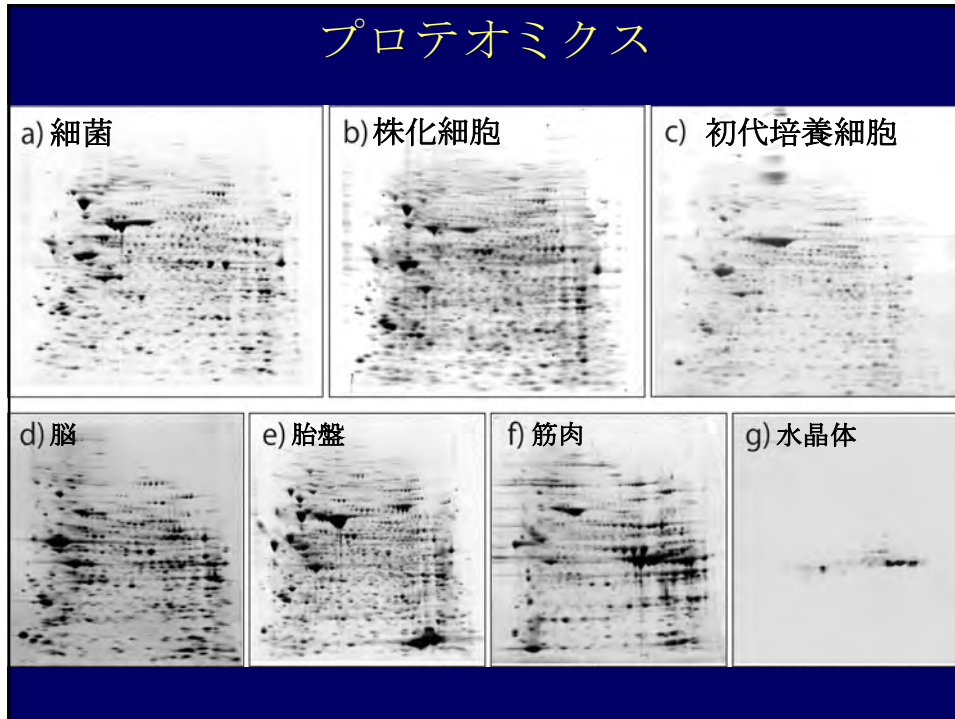 プロテオミクス
a) 細菌
b) 株化細胞
c) 初代培養細胞
d) 脳
e) 胎盤
f) 筋肉
g) 水晶体